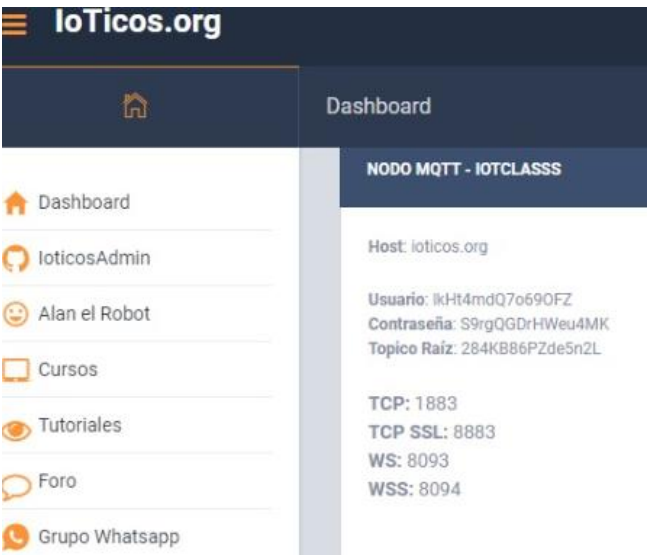 IoTicos.org
Dashboard
Dashboard
IoticosAdmin
Alan el Robot
Cursos
Tutoriales
Foro
Grupo Whatsapp
NODO MQTT - IOTCLASSS
Host: ioticos.org
Usuario: lkHt4mdQ7o69OFZ
Contraseña: S9rgQGDrHWeu4MK
Topico Raíz: 284KB86PZde5n2L
TCP: 1883
TCP SSL: 8883
WS: 8093
WSS: 8094